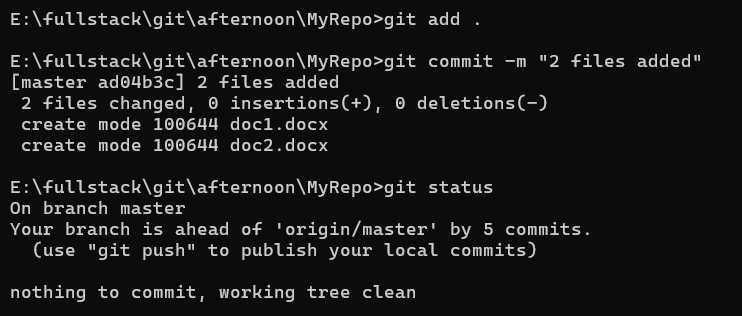 E:\fullstack\git\afternoon\MyRepo>git add .
E:\fullstack\git\afternoon\MyRepo>git commit -m "2 files added"
[master ad04b3c] 2 files added
 2 files changed, 0 insertions(+), 0 deletions(-)
 create mode 100644 doc1.docx
 create mode 100644 doc2.docx
E:\fullstack\git\afternoon\MyRepo>git status
On branch master
Your branch is ahead of 'origin/master' by 5 commits.
  (use "git push" to publish your local commits)
nothing to commit, working tree clean